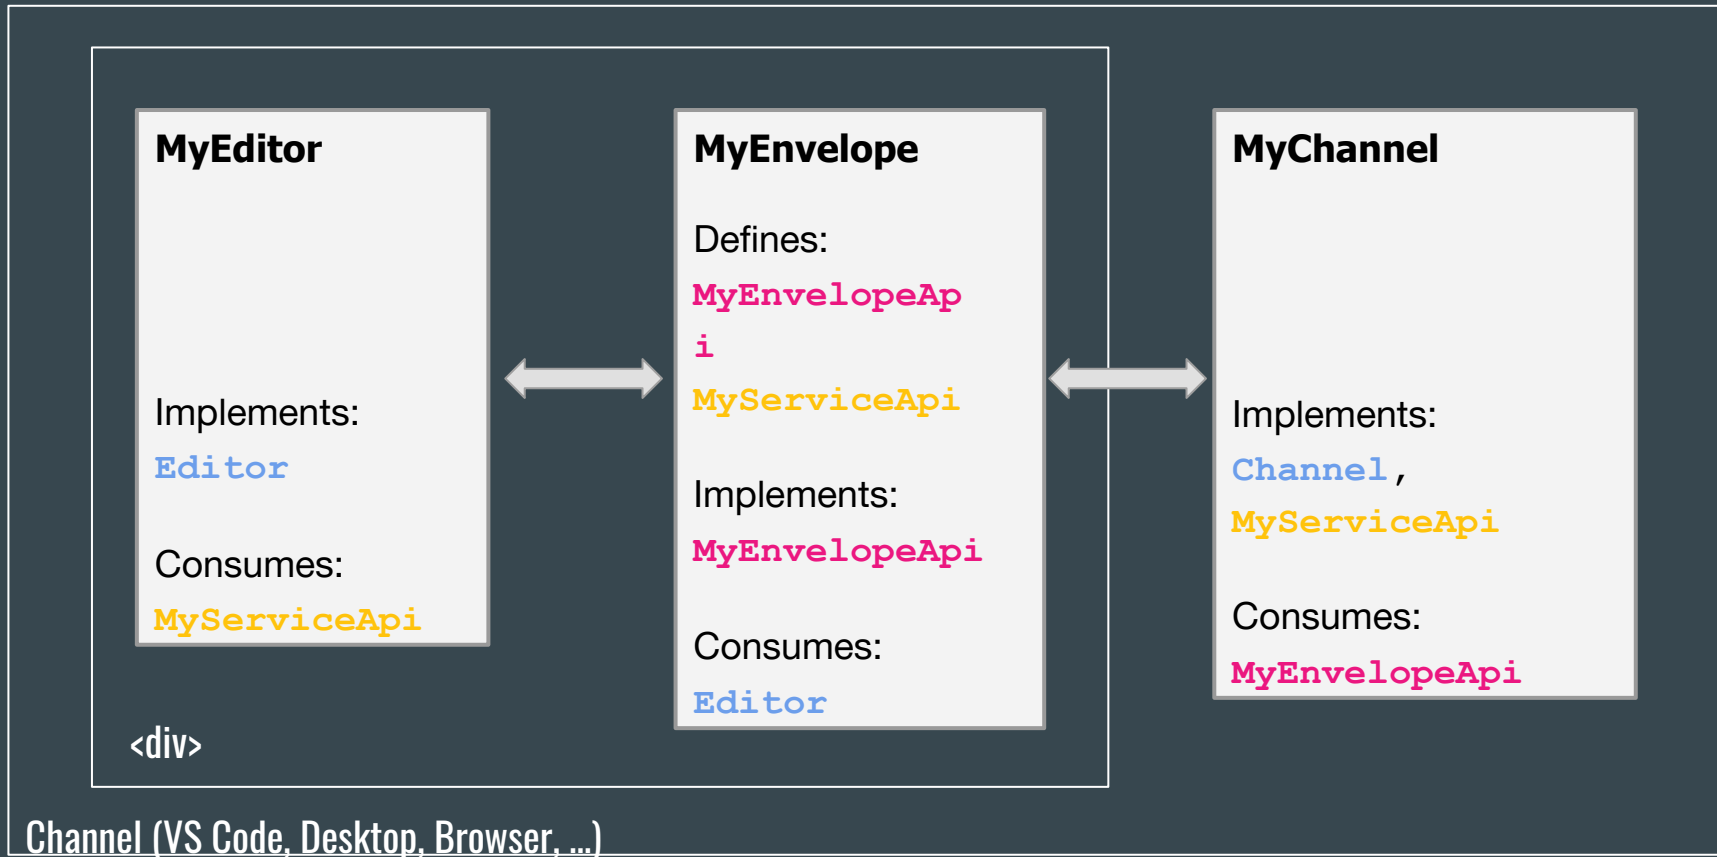 MyEditor
Implements:
Editor
Consumes:
MyServiceApi
MyEnvelope
Defines:
MyEnvelopeAp
i
MyServiceApi
Implements:
MyEnvelopeApi
Consumes:
Editor
MyChannel
Implements:
Channel,
MyServiceApi
Consumes:
MyEnvelopeApi
<div>
Channel (VS Code, Desktop, Browser, ...)